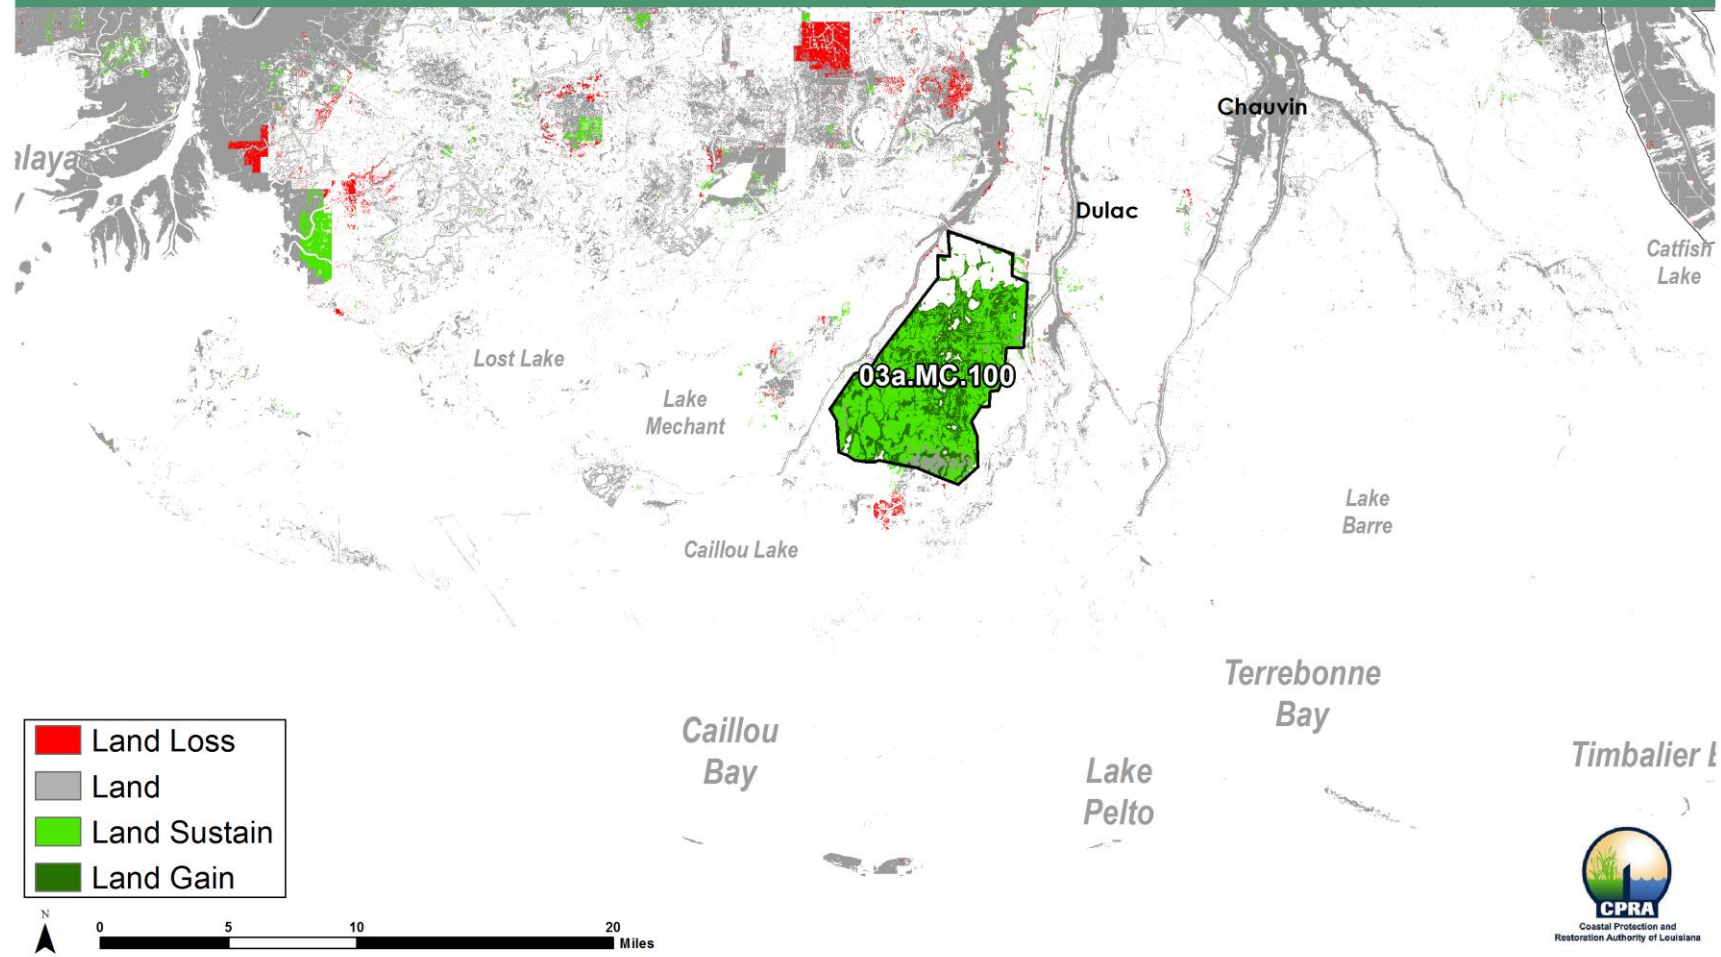 Chauvin
alaya
Dulac
Catfish
Lake
Lost Lake
03a.MC.100
Lake
Mechant
Lake
Barre
Caillou Lake
Terrebonne
Bay
Caillou
Bay
Timbalier
Lake
Pelto
Land Loss
Land
Land Sustain
Land Gain
N
0 5 10 20
Miles
CPRA
Coastal Protection and
Restoration Authority of Louisiana